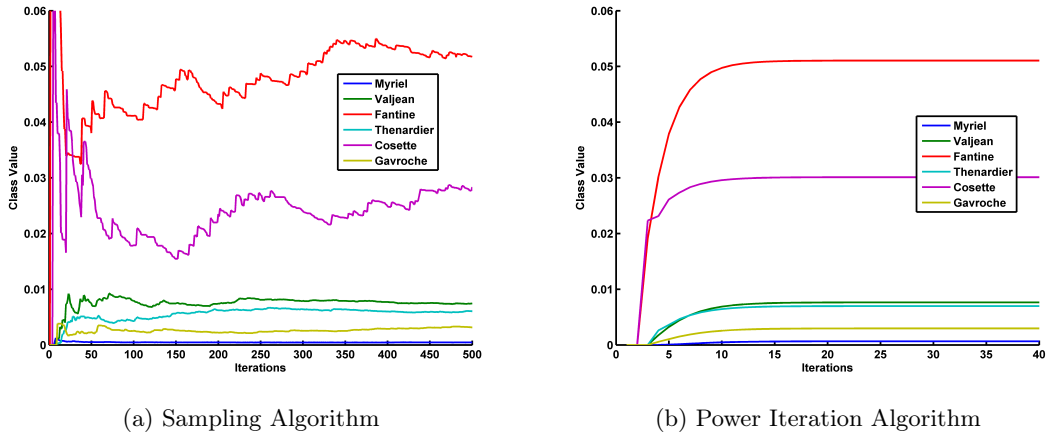 0.06
0.05
0.04
0.03
0.02
0.01
0
Class Value
50 100 150 200 250 300 350 400 450 500
Iterations
Myriel
Valjean
Fantine
Thenardier
Cosette
Gavroche
(a) Sampling Algorithm
0.06
0.05
0.04
0.03
0.02
0.01
0
Class Value
0 5 10 15 20 25 30 35 40
Iterations
Myriel
Valjean
Fantine
Thenardier
Cosette
Gavroche
(b) Power Iteration Algorithm